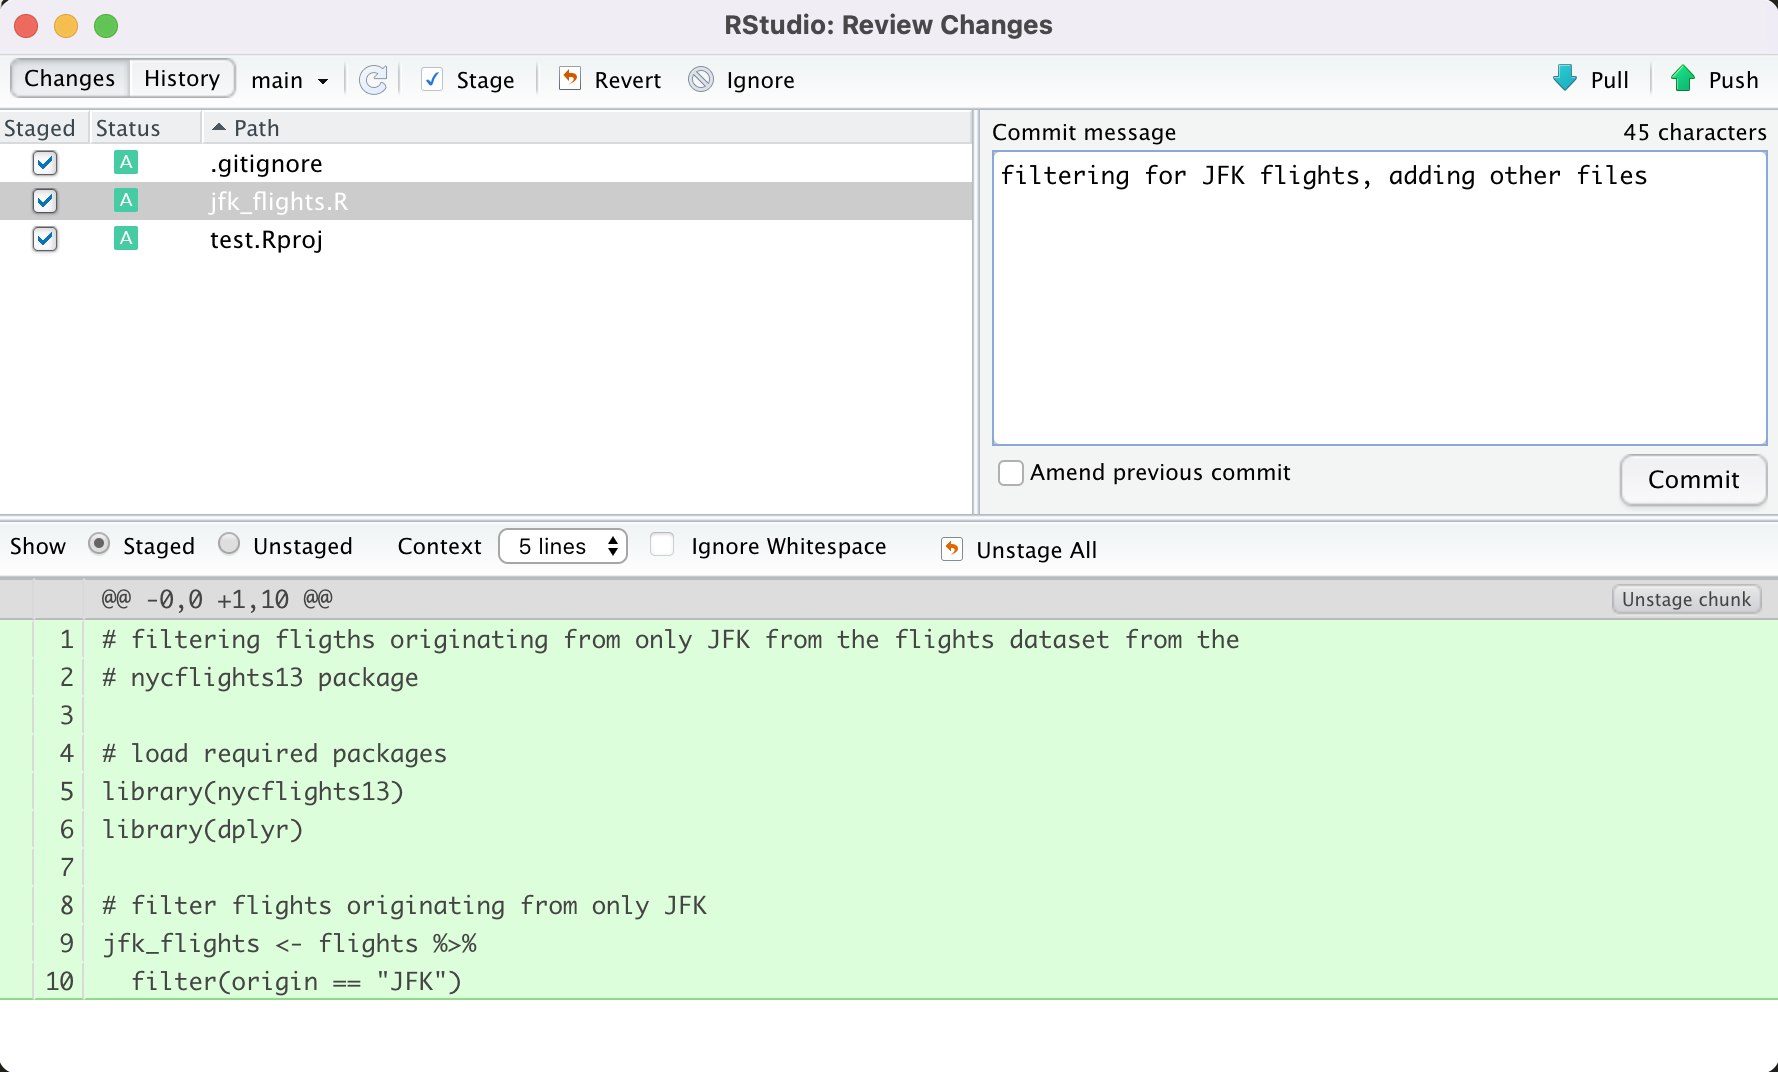 RStudio: Review Changes
Changes History main Stage Revert Ignore Pull Push
Staged Status Path
A .gitignore
A jfk_flights.R
A test.Rproj
Commit message 45 characters
filtering for JFK flights, adding other files
Amend previous commit Commit
Show Staged Unstaged Context 5 lines Ignore Whitespace Unstage All
@@ -0,0 +1,10 @@ Unstage chunk
1 # filtering fligths originating from only JFK from the flights dataset from the
2 # nycflights13 package
3
4 # load required packages
5 library(nycflights13)
6 library(dplyr)
7
8 # filter flights originating from only JFK
9 jfk_flights <- flights %>%
10 filter(origin == "JFK")